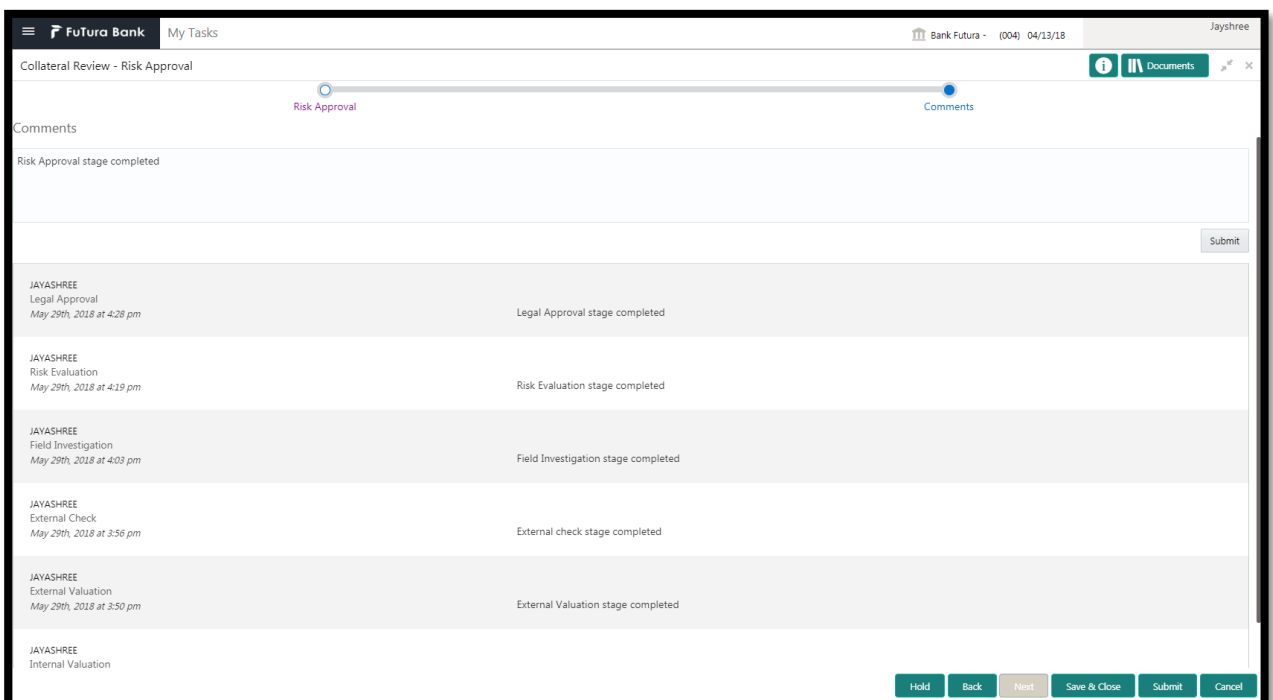 FuTura Bank My Tasks Bank Futura - (004) 04/13/18 Jayshree
Collateral Review - Risk Approval Documents
Risk Approval Comments
Comments
Risk Approval stage completed
Submit
JAYASHREE
Legal Approval
May 29th, 2018 at 4:28 pm Legal Approval stage completed
JAYASHREE
Risk Evaluation
May 29th, 2018 at 4:19 pm Risk Evaluation stage completed
JAYASHREE
Field Investigation
May 29th, 2018 at 4:03 pm Field Investigation stage completed
JAYASHREE
External Check
May 29th, 2018 at 3:56 pm External check stage completed
JAYASHREE
External Valuation
May 29th, 2018 at 3:50 pm External Valuation stage completed
JAYASHREE
Internal Valuation
Hold Back Next Save & Close Submit Cancel